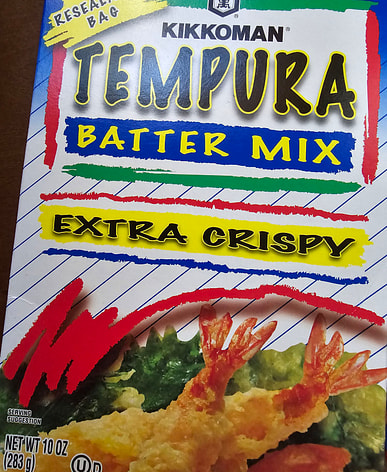 RESEALABLE
BAG
KIKKOMAN®
TEMPURA
BATTER MIX
EXTRA CRISPY
SERVING
SUGGESTION
NET WT 10 OZ
(283 g)
U D